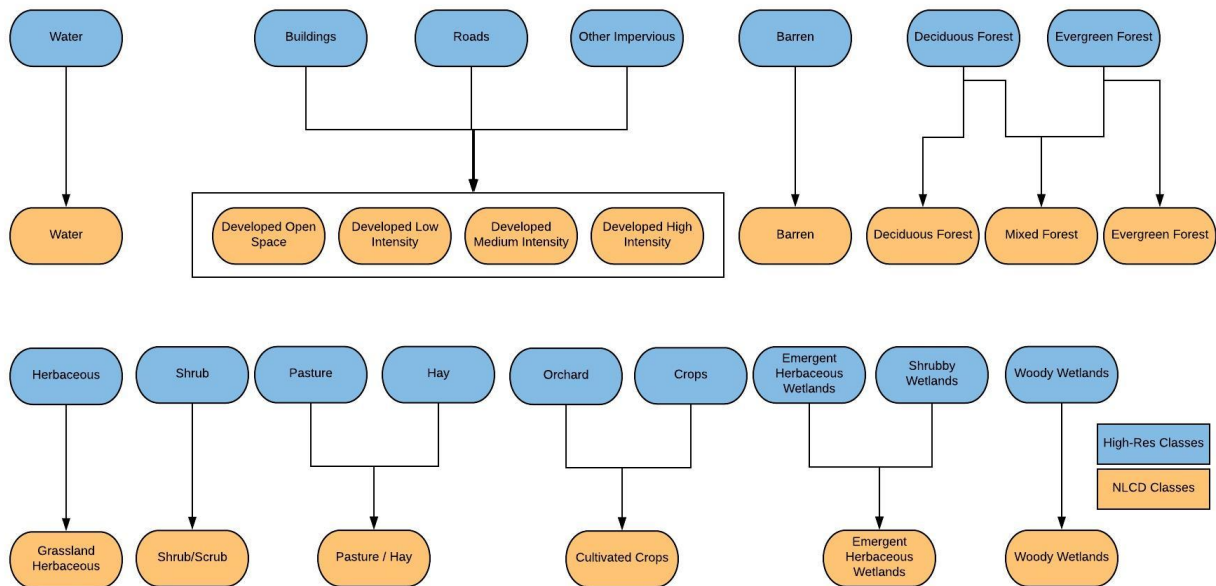 Water
Buildings
Roads
Other Impervious
Barren
Deciduous Forest
Evergreen Forest
Water
Developed Open
Space
Developed Low
Intensity
Developed
Medium Intensity
Developed High
Intensity
Barren
Deciduous Forest
Mixed Forest
Evergreen Forest
Herbaceous
Shrub
Pasture
Hay
Orchard
Crops
Emergent
Herbaceous
Wetlands
Shrubby
Wetlands
Woody Wetlands
High-Res Classes
NLCD Classes
Grassland
Herbaceous
Shrub/Scrub
Pasture / Hay
Cultivated Crops
Emergent
Herbaceous
Wetlands
Woody Wetlands